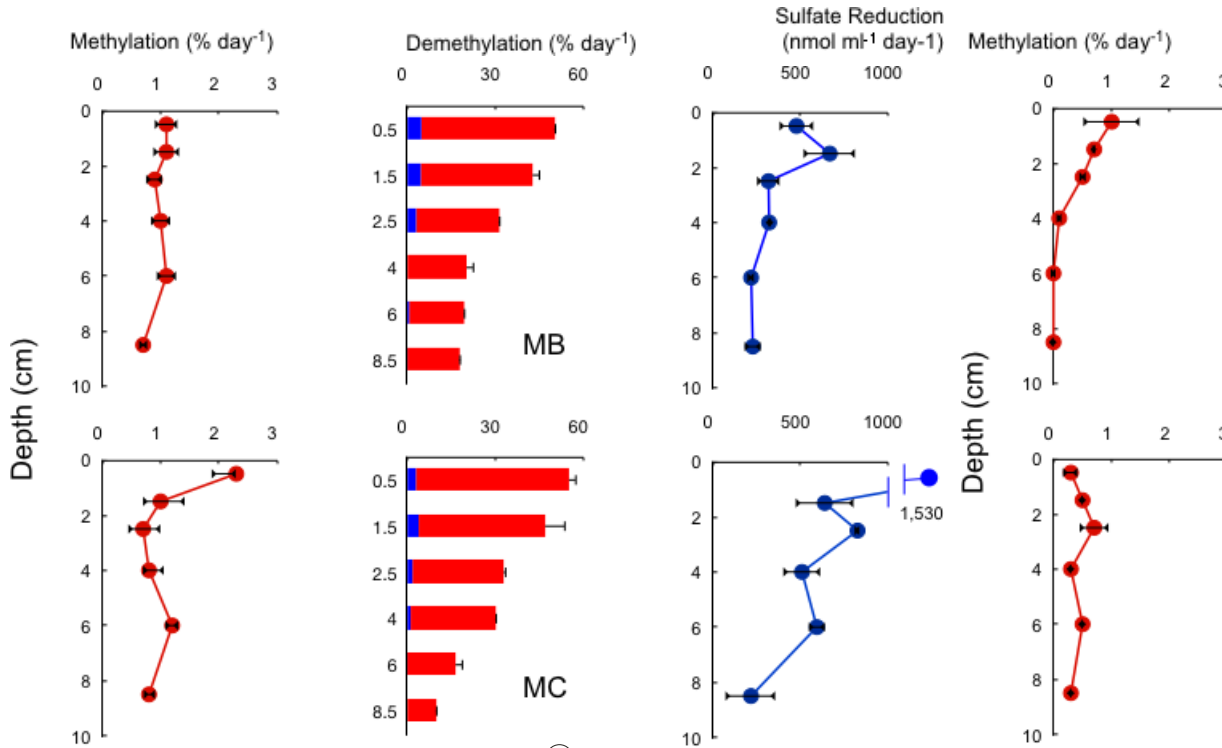 Methylation (% day-1)
Demethylation (% day-1)
Sulfate Reduction
(nmol ml-1 day-1)
Methylation (% day-1)
0 1 2 3
0 30 60
0 500 1000
0 1 2 3
0
2
4
6
8
10
0.5
1.5
2.5
4
6
8.5
MB
0
2
4
6
8
10
0
2
4
6
8
10
Depth (cm)
Depth (cm)
0 1 2 3
0 30 60
0 500 1000
0 1 2 3
0
2
4
6
8
10
0.5
1.5
2.5
4
6
8.5
MC
0
2
4
6
8
10
1,530
0
2
4
6
8
10